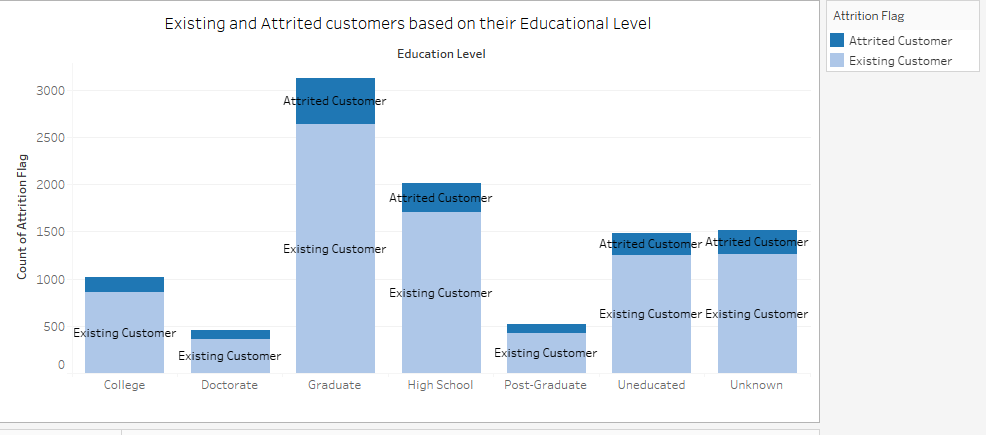 Existing and Attrited customers based on their Educational Level
Education Level
Count of Attrition Flag
3000
2500
2000
1500
1000
500
0
Attrited Customer
Existing Customer
Attrited Customer
Existing Customer
Existing Customer
Existing Customer
Existing Customer
Attrited Customer
Existing Customer
Attrited Customer
Existing Customer
College
Doctorate
Graduate
High School
Post-Graduate
Uneducated
Unknown
Attrition Flag
Attrited Customer
Existing Customer